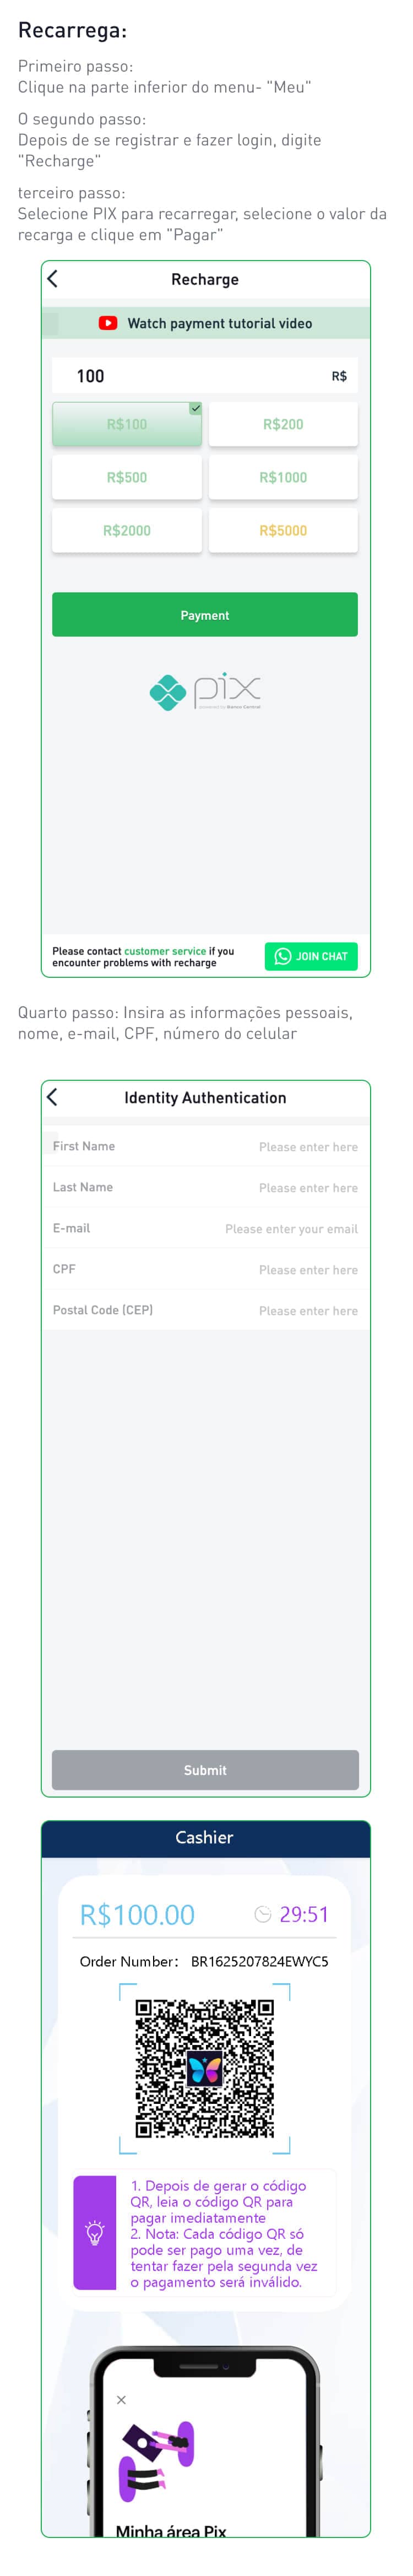 Recarrega:
Primeiro passo:
Clique na parte inferior do menu- "Meu"
O segundo passo:
Depois de se registrar e fazer login, digite
"Recharge"
terceiro passo:
Selecione PIX para recarregar, selecione o valor da
recarga e clique em "Pagar"
Recharge
Watch payment tutorial video
100 R$
R$100 R$200
R$500 R$1000
R$2000 R$5000
Payment
pix
powered by Banco Central
Please contact customer service if you
encounter problems with recharge
JOIN CHAT
Quarto passo: Insira as informações pessoais,
nome, e-mail, CPF, número do celular
Identity Authentication
First Name Please enter here
Last Name Please enter here
E-mail Please enter your email
CPF Please enter here
Postal Code (CEP) Please enter here
Submit
Cashier
R$100.00 29:51
Order Number: BR1625207824EWYC5
1. Depois de gerar o código
QR, leia o código QR para
pagar imediatamente
2. Nota: Cada código QR só
pode ser pago uma vez, de
tentar fazer pela segunda vez
o pagamento será inválido.
Minha área Pix